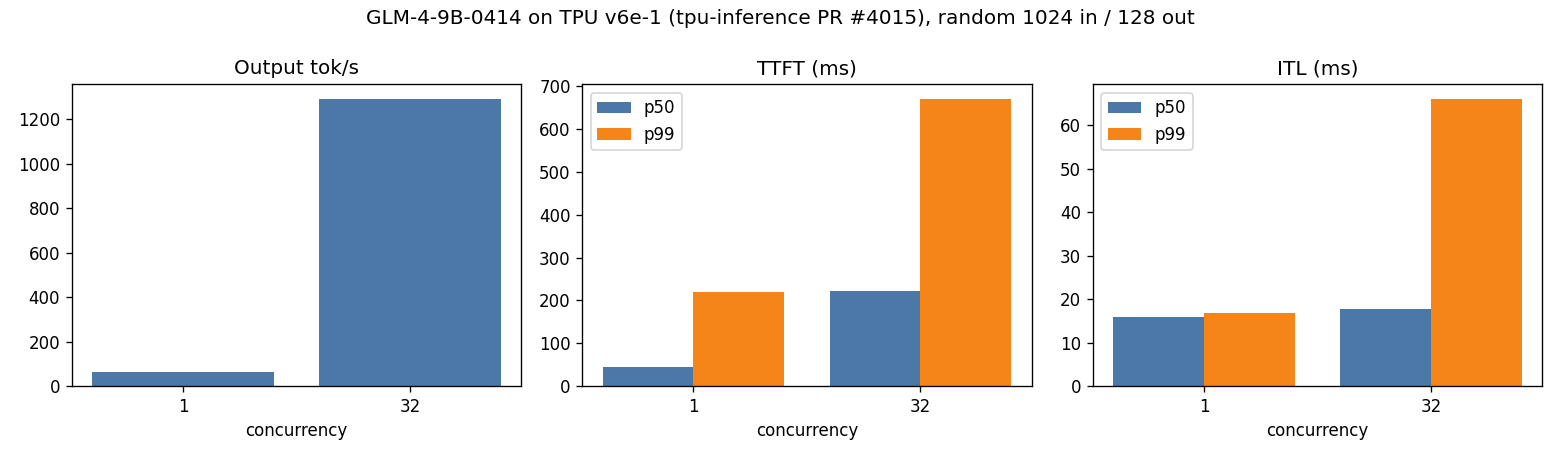 GLM-4-9B-0414 on TPU v6e-1 (tpu-inference PR #4015), random 1024 in / 128 out
Output tok/s
1200
1000
800
600
400
200
0
1
32
concurrency
TTFT (ms)
p50
p99
700
600
500
400
300
200
100
0
1
32
concurrency
ITL (ms)
p50
p99
60
50
40
30
20
10
0
1
32
concurrency